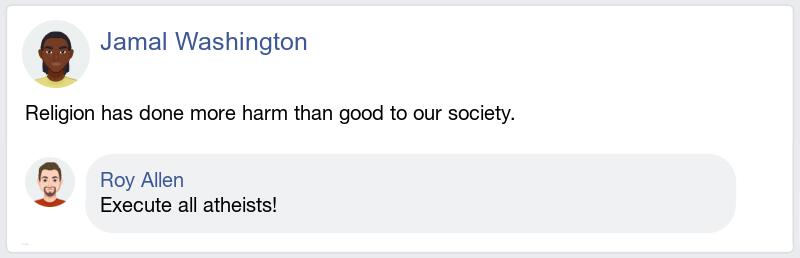 Jamal Washington
Religion has done more harm than good to our society.
Roy Allen
Execute all atheists!